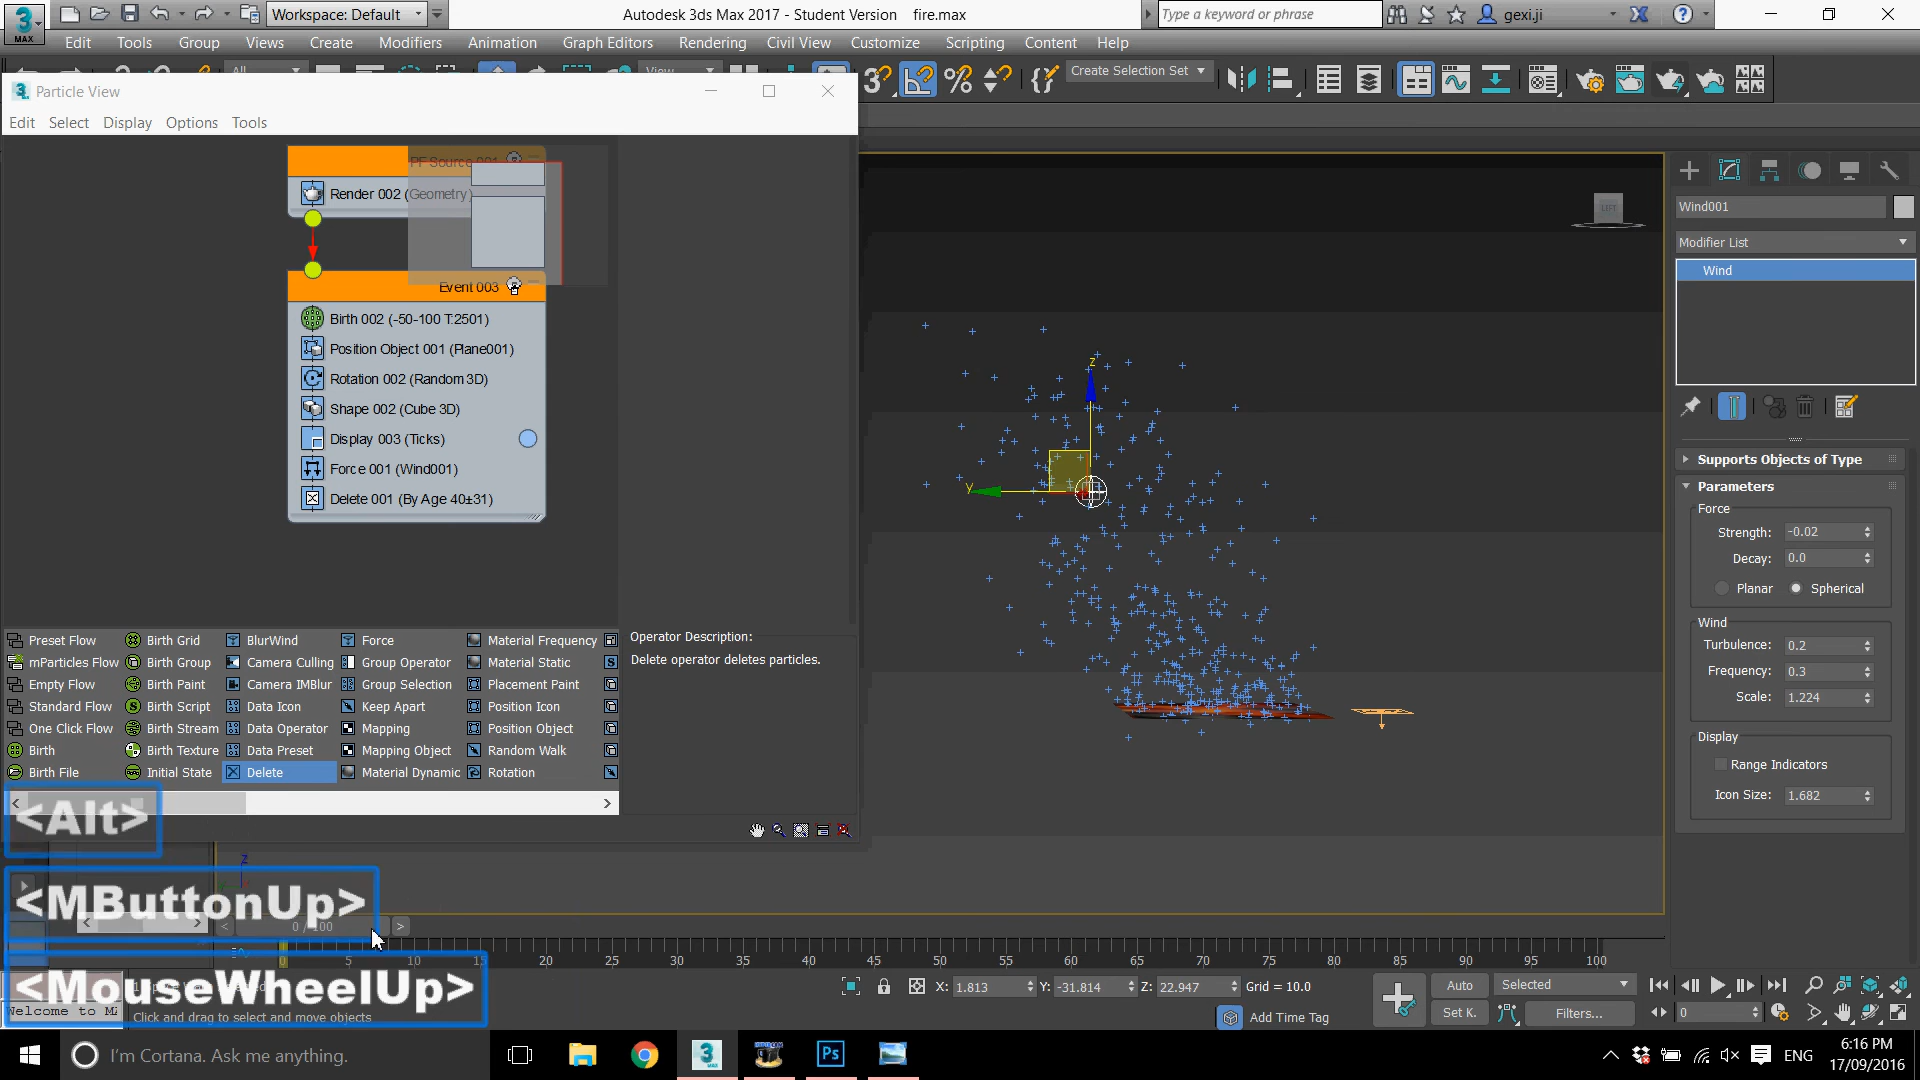 Workspace: Default
Autodesk 3ds Max 2017 - Student Version fire.max
Type a keyword or phrase
gexi.ji
MAX
Edit Tools Group Views Create Modifiers Animation Graph Editors Rendering Civil View Customize Scripting Content Help
All
View
Create Selection Set
Particle View
Edit Select Display Options Tools
PF Source 001
Render 002 (Geometry)
Event 003
Birth 002 (-50-100 T:2501)
Position Object 001 (Plane001)
Rotation 002 (Random 3D)
Shape 002 (Cube 3D)
Display 003 (Ticks)
Force 001 (Wind001)
Delete 001 (By Age 40±31)
Preset Flow Birth Grid BlurWind Force Material Frequency
mParticles Flow Birth Group Camera Culling Group Operator Material Static
Empty Flow Birth Paint Camera IMBlur Group Selection Placement Paint
Standard Flow Birth Script Data Icon Keep Apart Position Icon
One Click Flow Birth Stream Data Operator Mapping Position Object
Birth Birth Texture Data Preset Mapping Object Random Walk
Birth File Initial State Delete Material Dynamic Rotation
Operator Description:
Delete operator deletes particles.
LEFT
z
y
Wind001
Modifier List
Wind
Supports Objects of Type
Parameters
Force
Strength: -0.02
Decay: 0.0
Planar Spherical
Wind
Turbulence: 0.2
Frequency: 0.3
Scale: 1.224
Display
Range Indicators
Icon Size: 1.682
<Alt>
<MButtonUp>
<MouseWheelUp>
z
0 / 100
0 5 10 15 20 25 30 35 40 45 50 55 60 65 70 75 80 85 90 95 100
X: 1.813 Y: -31.814 Z: 22.947 Grid = 10.0
Auto Selected
Set K. Filters...
0
Welcome to MA
Click and drag to select and move objects
Add Time Tag
I'm Cortana. Ask me anything.
Ps
ENG
6:16 PM
17/09/2016